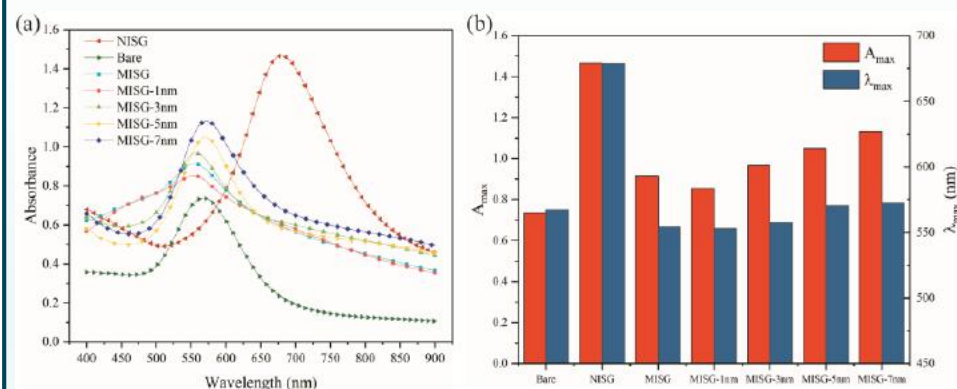 (a)
1.6
1.4
1.2
1.0
0.8
0.6
0.4
0.2
0.0
Absorbance
NISG
Bare
MISG
MISG-1nm
MISG-3nm
MISG-5nm
MISG-7nm
400 450 500 550 600 650 700 750 800 850 900
Wavelength (nm)
(b)
1.6
1.4
1.2
1.0
0.8
0.6
0.4
0.2
0.0
Amax
Amax
λmax
700
650
600
550
500
450
λmax (nm)
Bare NISG MISG MISG-1nm MISG-3nm MISG-5nm MISG-7nm